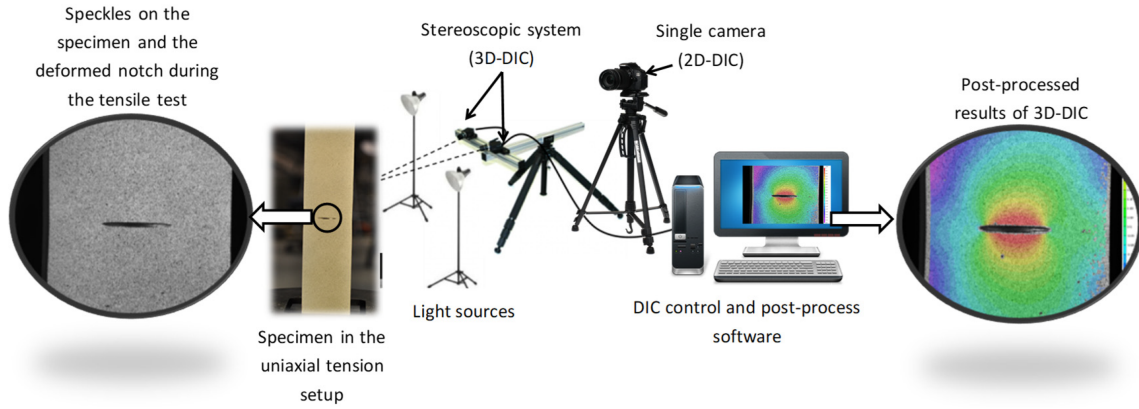 Speckles on the
specimen and the
deformed notch during
the tensile test
Stereoscopic system
(3D-DIC)
Single camera
(2D-DIC)
Post-processed
results of 3D-DIC
Light sources
DIC control and post-process
software
Specimen in the
uniaxial tension
setup